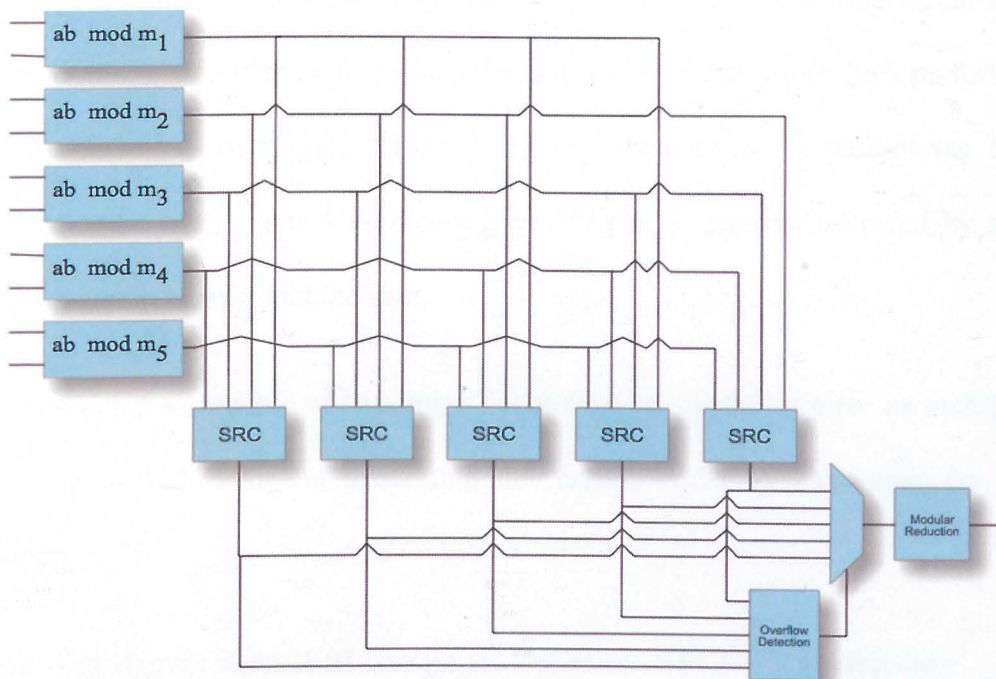 ab mod m1
ab mod m2
ab mod m3
ab mod m4
ab mod m5
SRC SRC SRC SRC SRC
Modular
Reduction
Overflow
Detection